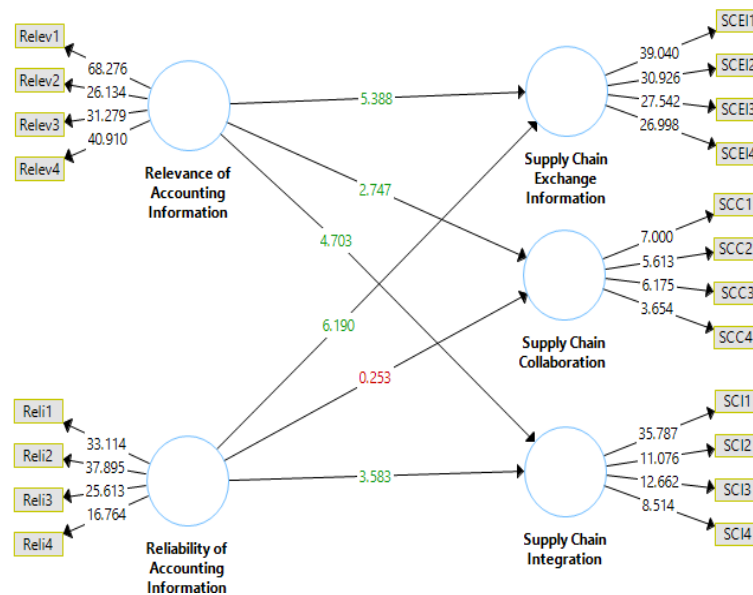 Relev1
68.276
Relev2
26.134
Relev3
31.279
Relev4
40.910
Relevance of
Accounting
Information
5.388
2.747
4.703
6.190
0.253
3.583
Reli1
33.114
Reli2
37.895
Reli3
25.613
Reli4
16.764
Reliability of
Accounting
Information
SCEI1
39.040
SCEI2
30.926
SCEI3
27.542
SCEI4
26.998
Supply Chain
Exchange
Information
SCC1
7.000
SCC2
5.613
SCC3
6.175
SCC4
3.654
Supply Chain
Collaboration
SCI1
35.787
SCI2
11.076
SCI3
12.662
SCI4
8.514
Supply Chain
Integration